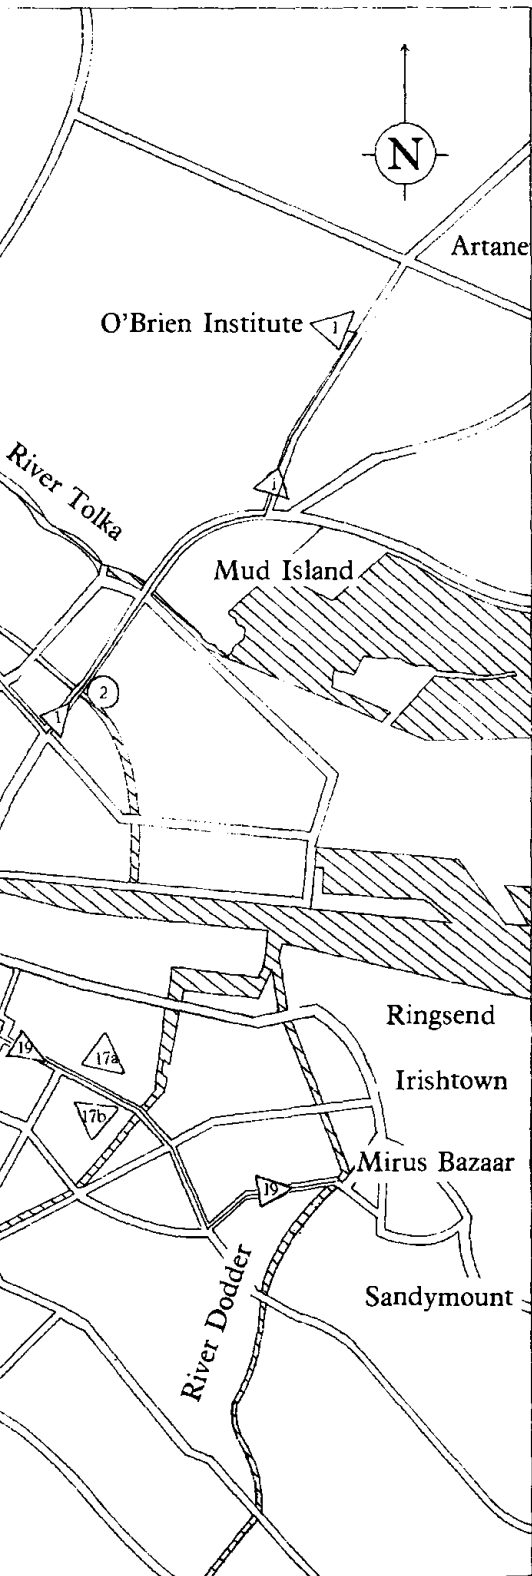 N
Artane
O'Brien Institute
1
1
River Tolka
Mud Island
2
1
Ringsend
19
17a
Irishtown
17b
Mirus Bazaar
19
River Dodder
Sandymount